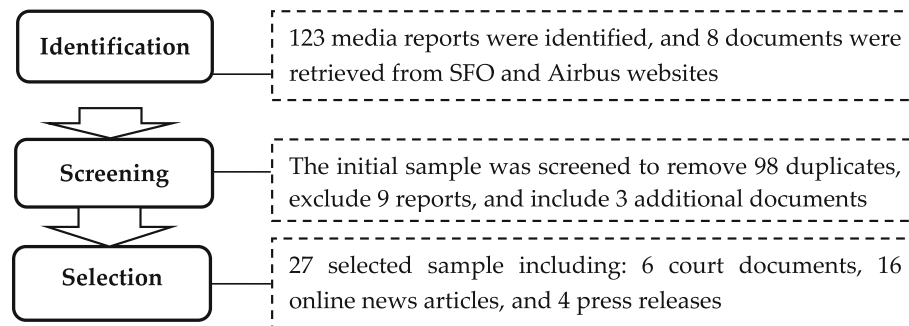 Identification
123 media reports were identified, and 8 documents were
retrieved from SFO and Airbus websites
Screening
The initial sample was screened to remove 98 duplicates,
exclude 9 reports, and include 3 additional documents
Selection
27 selected sample including: 6 court documents, 16
online news articles, and 4 press releases